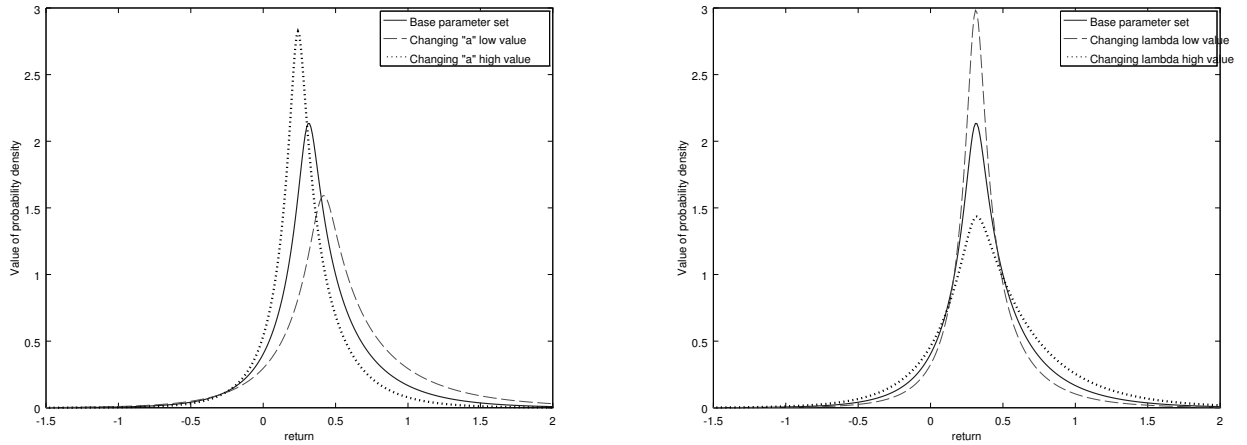 3
2.5
2
1.5
1
0.5
0
-1.5 -1 -0.5 0 0.5 1 1.5 2
Value of probability density
return
Base parameter set
Changing "a" low value
Changing "a" high value
3
2.5
2
1.5
1
0.5
0
-1.5 -1 -0.5 0 0.5 1 1.5 2
Value of probability density
return
Base parameter set
Changing lambda low value
Changing lambda high value